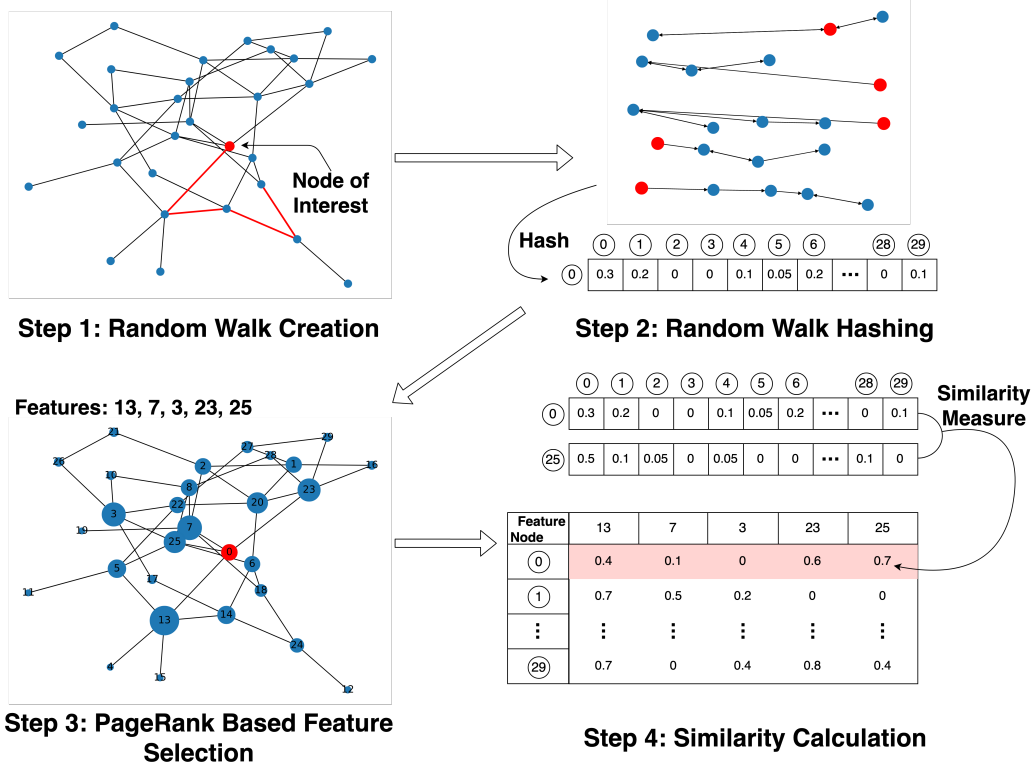 Node of
Interest
Step 1: Random Walk Creation
Hash
0 1 2 3 4 5 6 28 29
0 0.3 0.2 0 0 0.1 0.05 0.2 ... 0 0.1
Step 2: Random Walk Hashing
Features: 13, 7, 3, 23, 25
21
29
27
26
2
28
1
16
10
8
23
3
22
20
19
7
25
0
5
6
17
11
18
13
14
24
4
15
12
Step 3: PageRank Based Feature
Selection
0 1 2 3 4 5 6 28 29
0 0.3 0.2 0 0 0.1 0.05 0.2 ... 0 0.1
25 0.5 0.1 0.05 0 0.05 0 0 ... 0.1 0
Similarity
Measure
Feature
Node
13 7 3 23 25
0 0.4 0.1 0 0.6 0.7
1 0.7 0.5 0.2 0 0
29 0.7 0 0.4 0.8 0.4
Step 4: Similarity Calculation